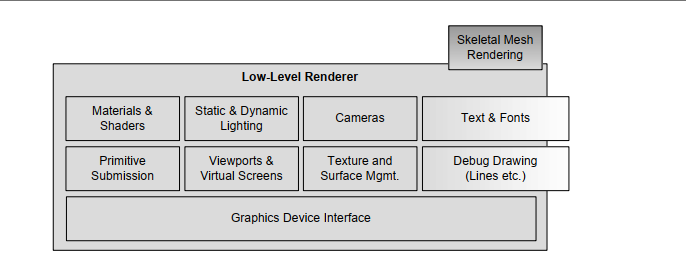 Skeletal Mesh
Rendering
Low-Level Renderer
Materials &
Shaders
Static & Dynamic
Lighting
Cameras
Text & Fonts
Primitive
Submission
Viewports &
Virtual Screens
Texture and
Surface Mgmt.
Debug Drawing
(Lines etc.)
Graphics Device Interface